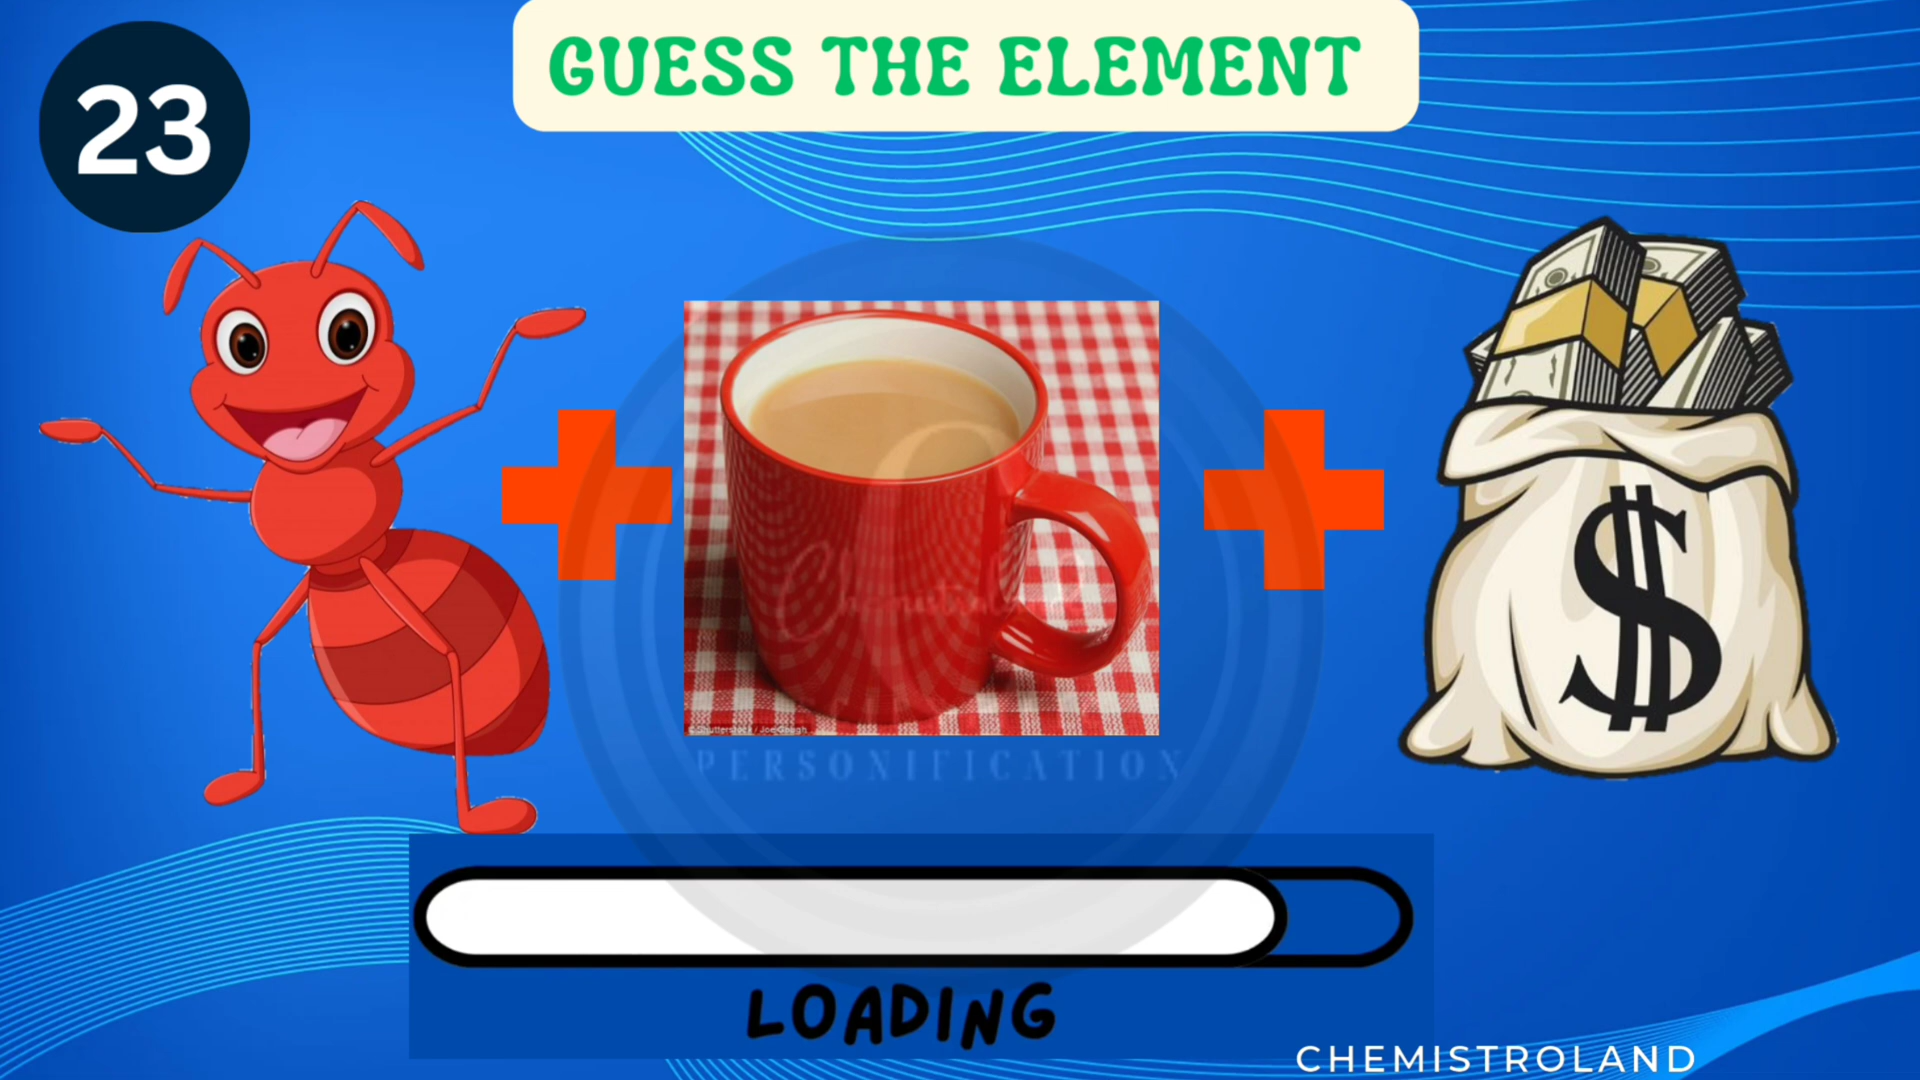 23
GUESS THE ELEMENT
$
PERSONIFICATION
LOADING
CHEMISTROLAND